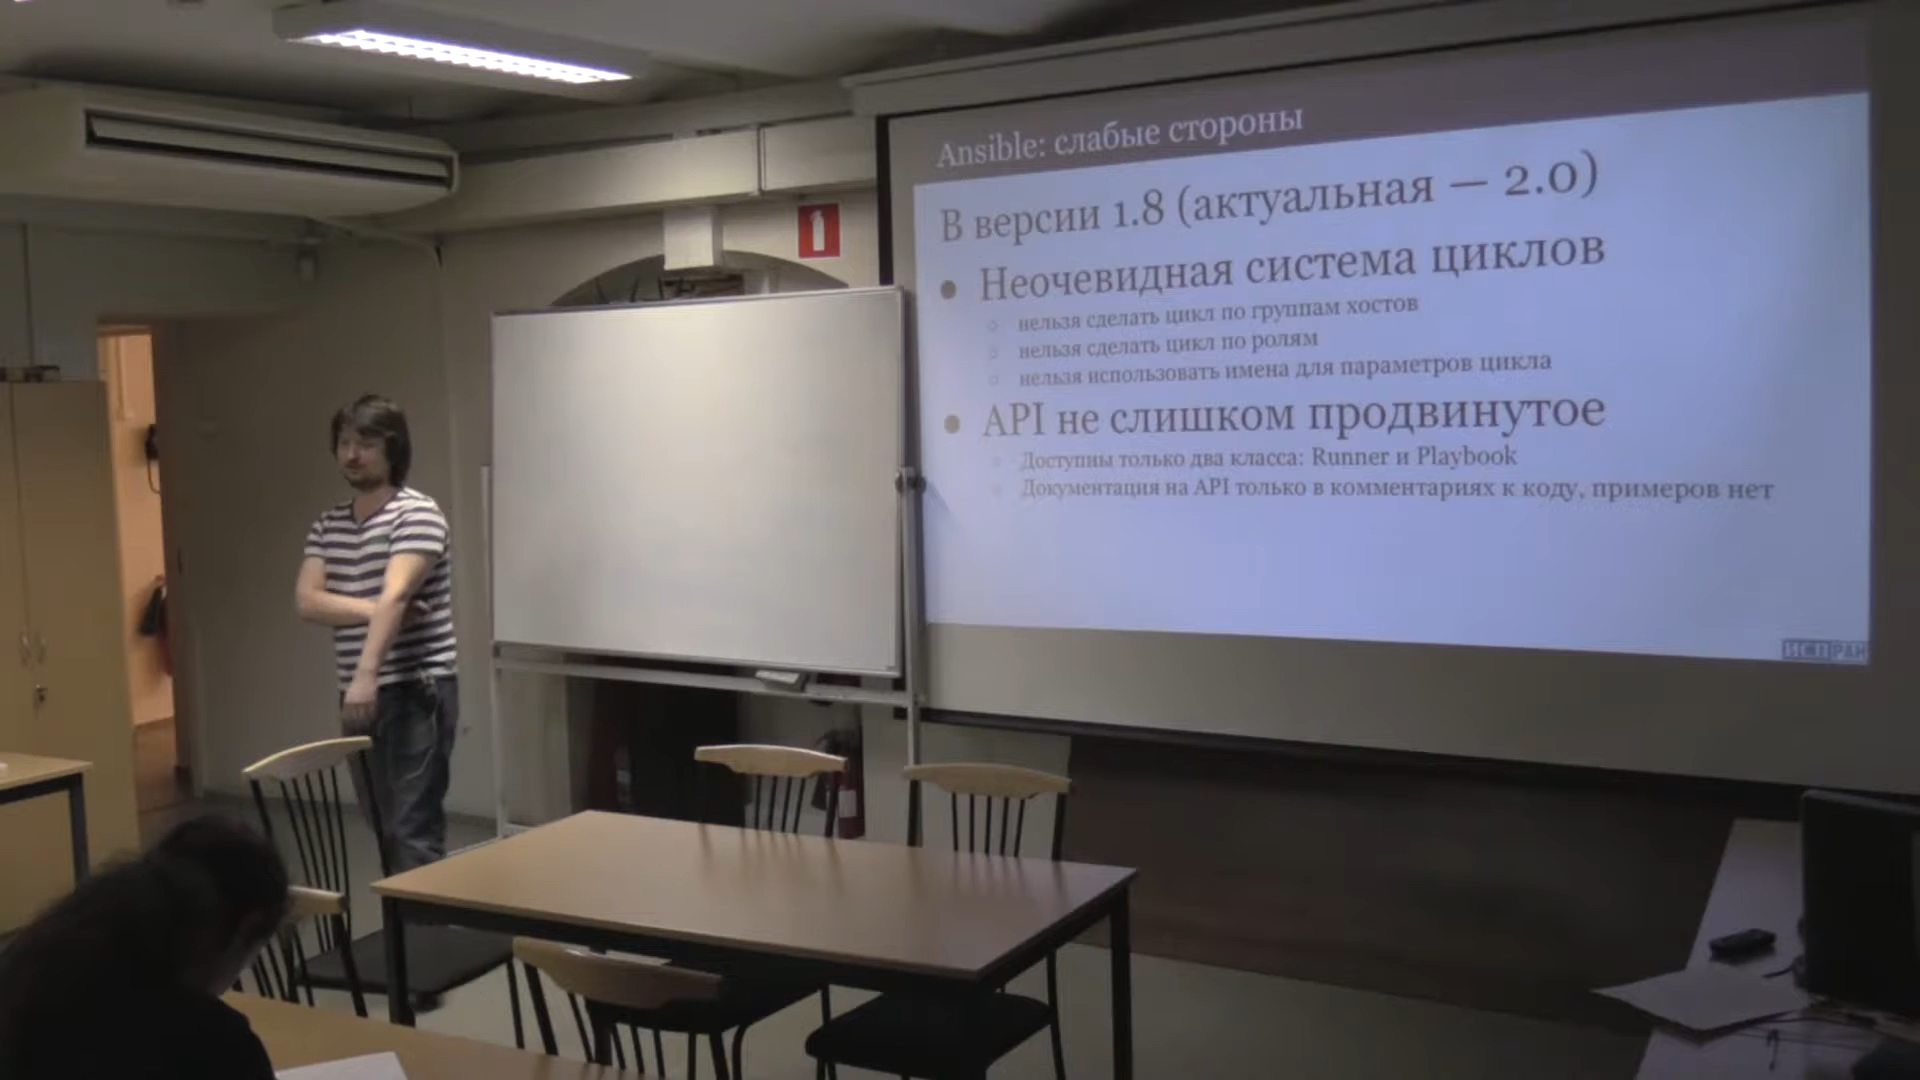 Ansible: слабые стороны
В версии 1.8 (актуальная — 2.0)
Неочевидная система циклов
нельзя сделать цикл по группам хостов
нельзя сделать цикл по ролям
нельзя использовать имена для параметров цикла
API не слишком продвинутое
Доступны только два класса: Runner и Playbook
Документация на API только в комментариях к коду, примеров нет
РАН